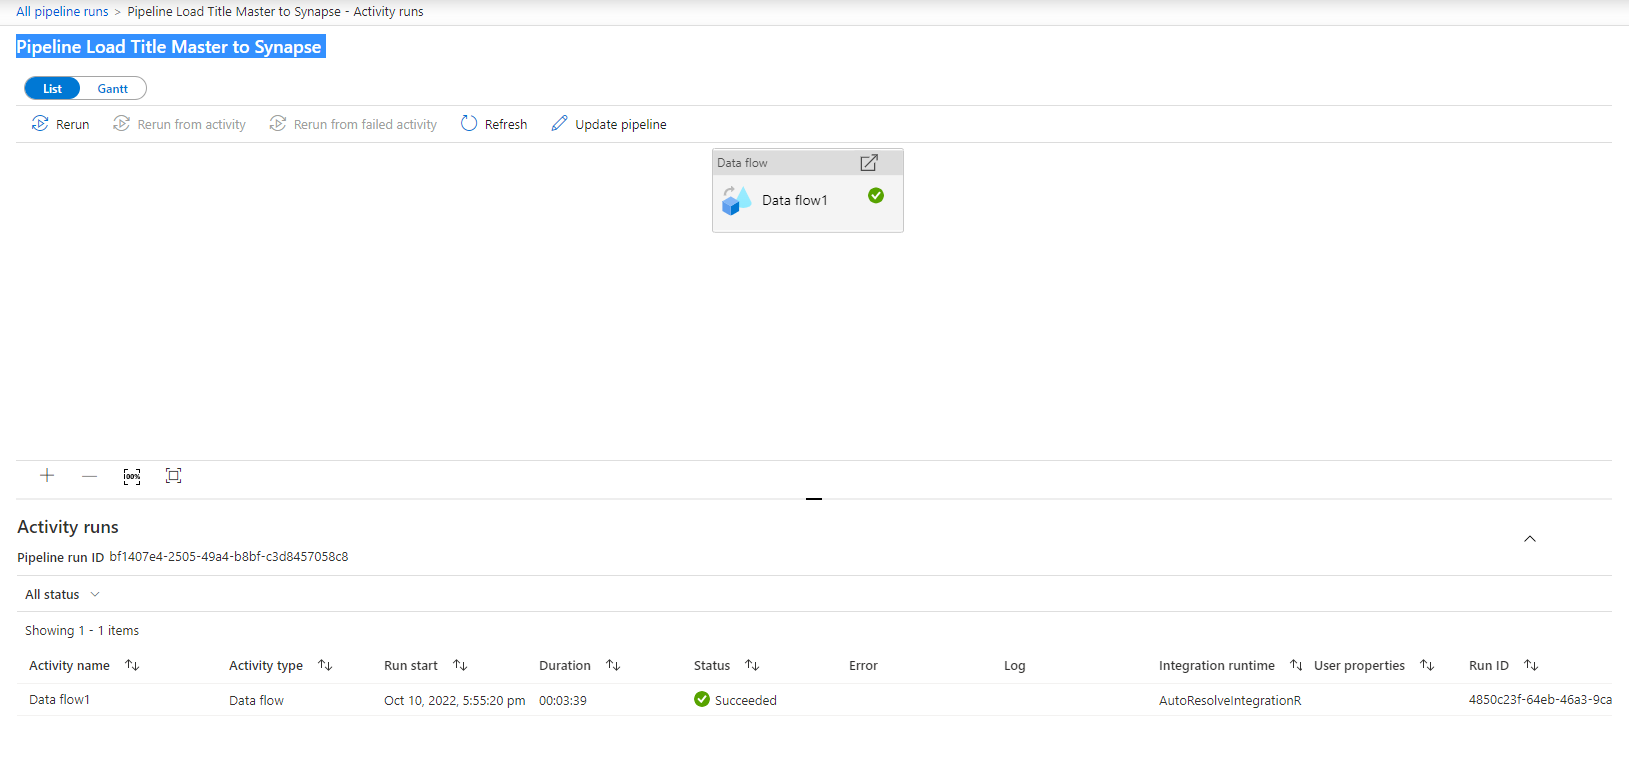 All pipeline runs > Pipeline Load Title Master to Synapse - Activity runs
Pipeline Load Title Master to Synapse
List Gantt
Rerun Rerun from activity Rerun from failed activity Refresh Update pipeline
Data flow
Data flow1
100%
Activity runs
Pipeline run ID bf1407e4-2505-49a4-b8bf-c3d8457058c8
All status
Showing 1 - 1 items
Activity name Activity type Run start Duration Status Error Log Integration runtime User properties Run ID
Data flow1 Data flow Oct 10, 2022, 5:55:20 pm 00:03:39 Succeeded AutoResolveIntegrationR 4850c23f-64eb-46a3-9ca